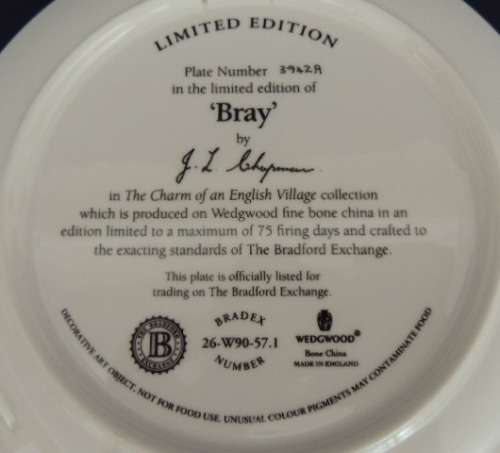 LIMITED EDITION
Plate Number 3942A
in the limited edition of
'Bray'
by
J. L. Chapman
in The Charm of an English Village collection
which is produced on Wedgwood fine bone china in an
edition limited to a maximum of 75 firing days and crafted to
the exacting standards of The Bradford Exchange.
This plate is officially listed for
trading on The Bradford Exchange.
THE BRADFORD
B
EXCHANGE
BRADEX
26-W90-57.1
NUMBER
WEDGWOOD®
Bone China
MADE IN ENGLAND
DECORATIVE ART OBJECT. NOT FOR FOOD USE. UNUSUAL COLOUR PIGMENTS MAY CONTAMINATE FOOD